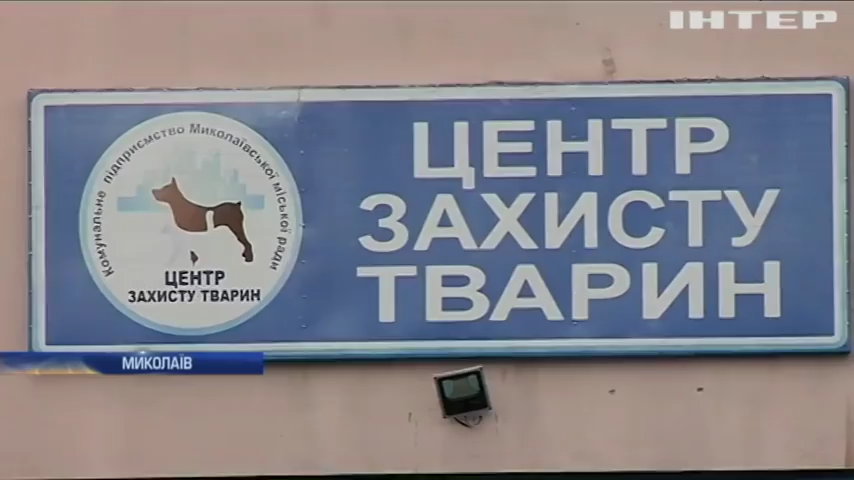 ІНТЕР
Комунальне підприємство Миколаївської міської ради
ЦЕНТР
ЗАХИСТУ ТВАРИН
ЦЕНТР
ЗАХИСТУ
ТВАРИН
МИКОЛАЇВ